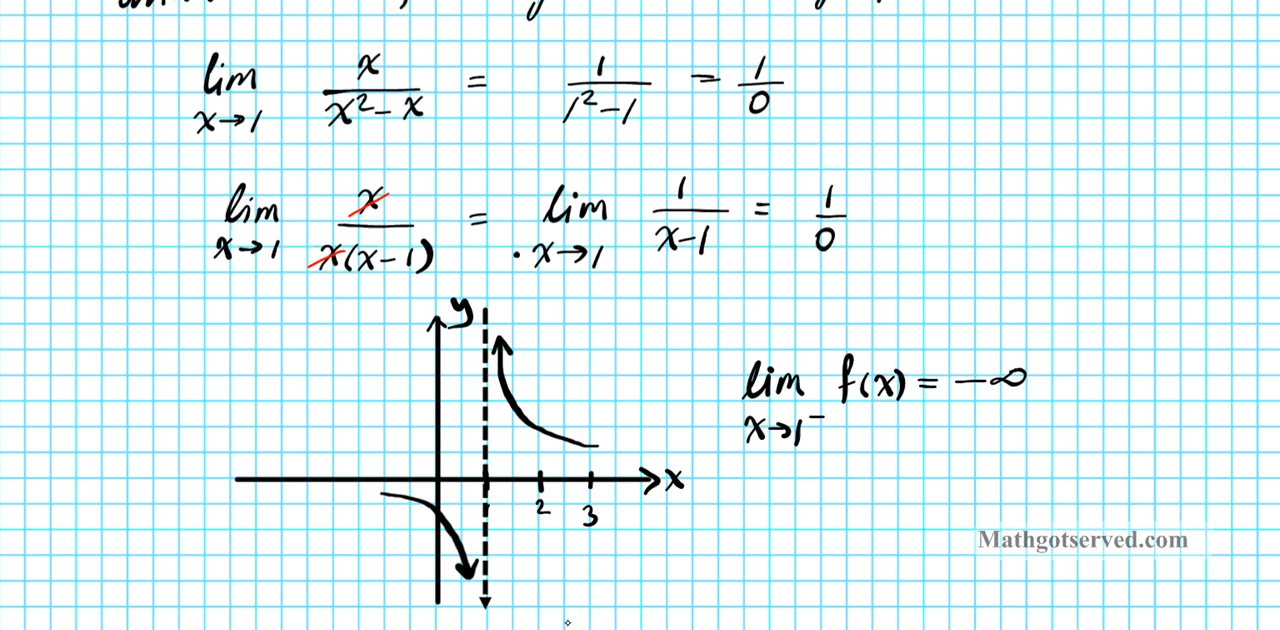 lim x→1 x/(x²-x) = 1/(1²-1) = 1/0
lim x→1 x/(x(x-1)) = lim x→1 1/(x-1) = 1/0
y
lim x→1⁻ f(x) = -∞
x
2 3
Mathgotserved.com